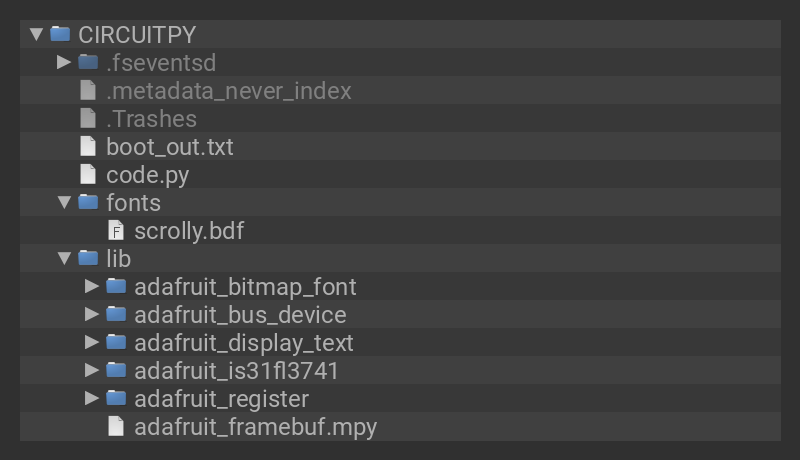 CIRCUITPY
.fseventsd
.metadata_never_index
.Trashes
boot_out.txt
code.py
fonts
F scrolly.bdf
lib
adafruit_bitmap_font
adafruit_bus_device
adafruit_display_text
adafruit_is31fl3741
adafruit_register
adafruit_framebuf.mpy